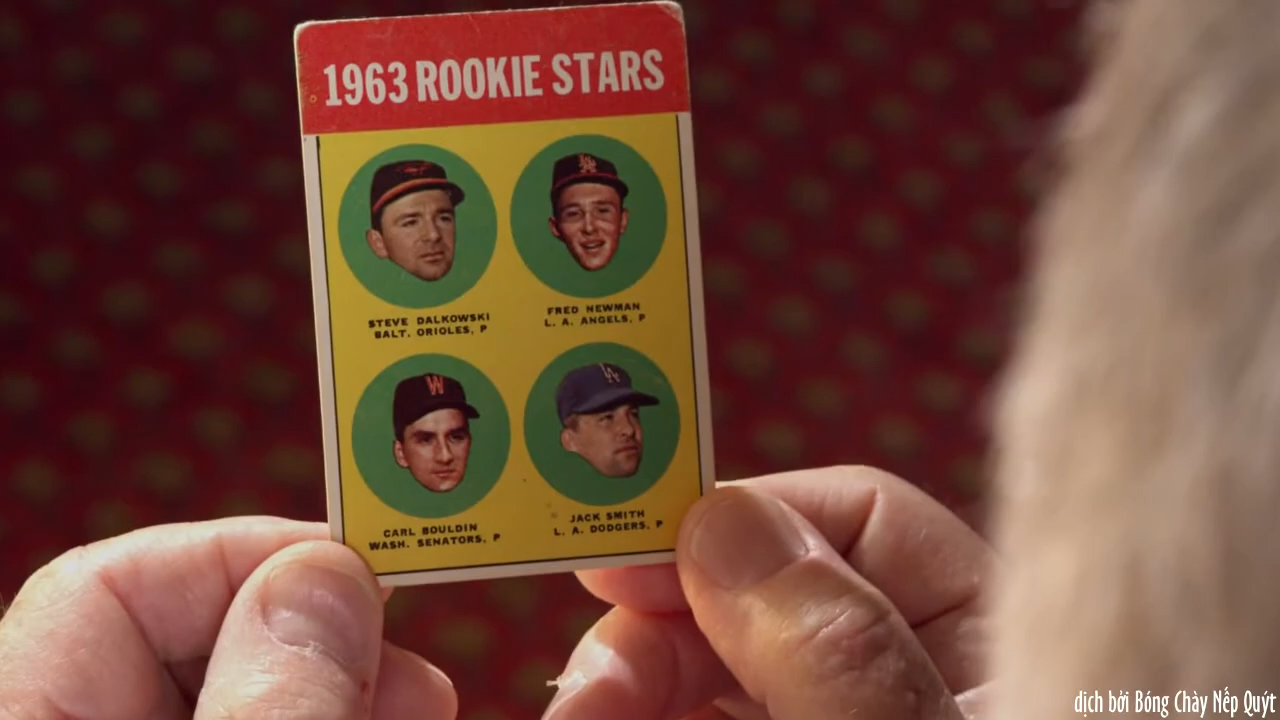 1963 ROOKIE STARS
STEVE DALKOWSKI
BALT. ORIOLES, P
FRED NEWMAN
L. A. ANGELS, P
W
LA
CARL BOULDIN
WASH. SENATORS, P
JACK SMITH
L. A. DODGERS, P
dịch bởi Bóng Chày Nếp Quýt